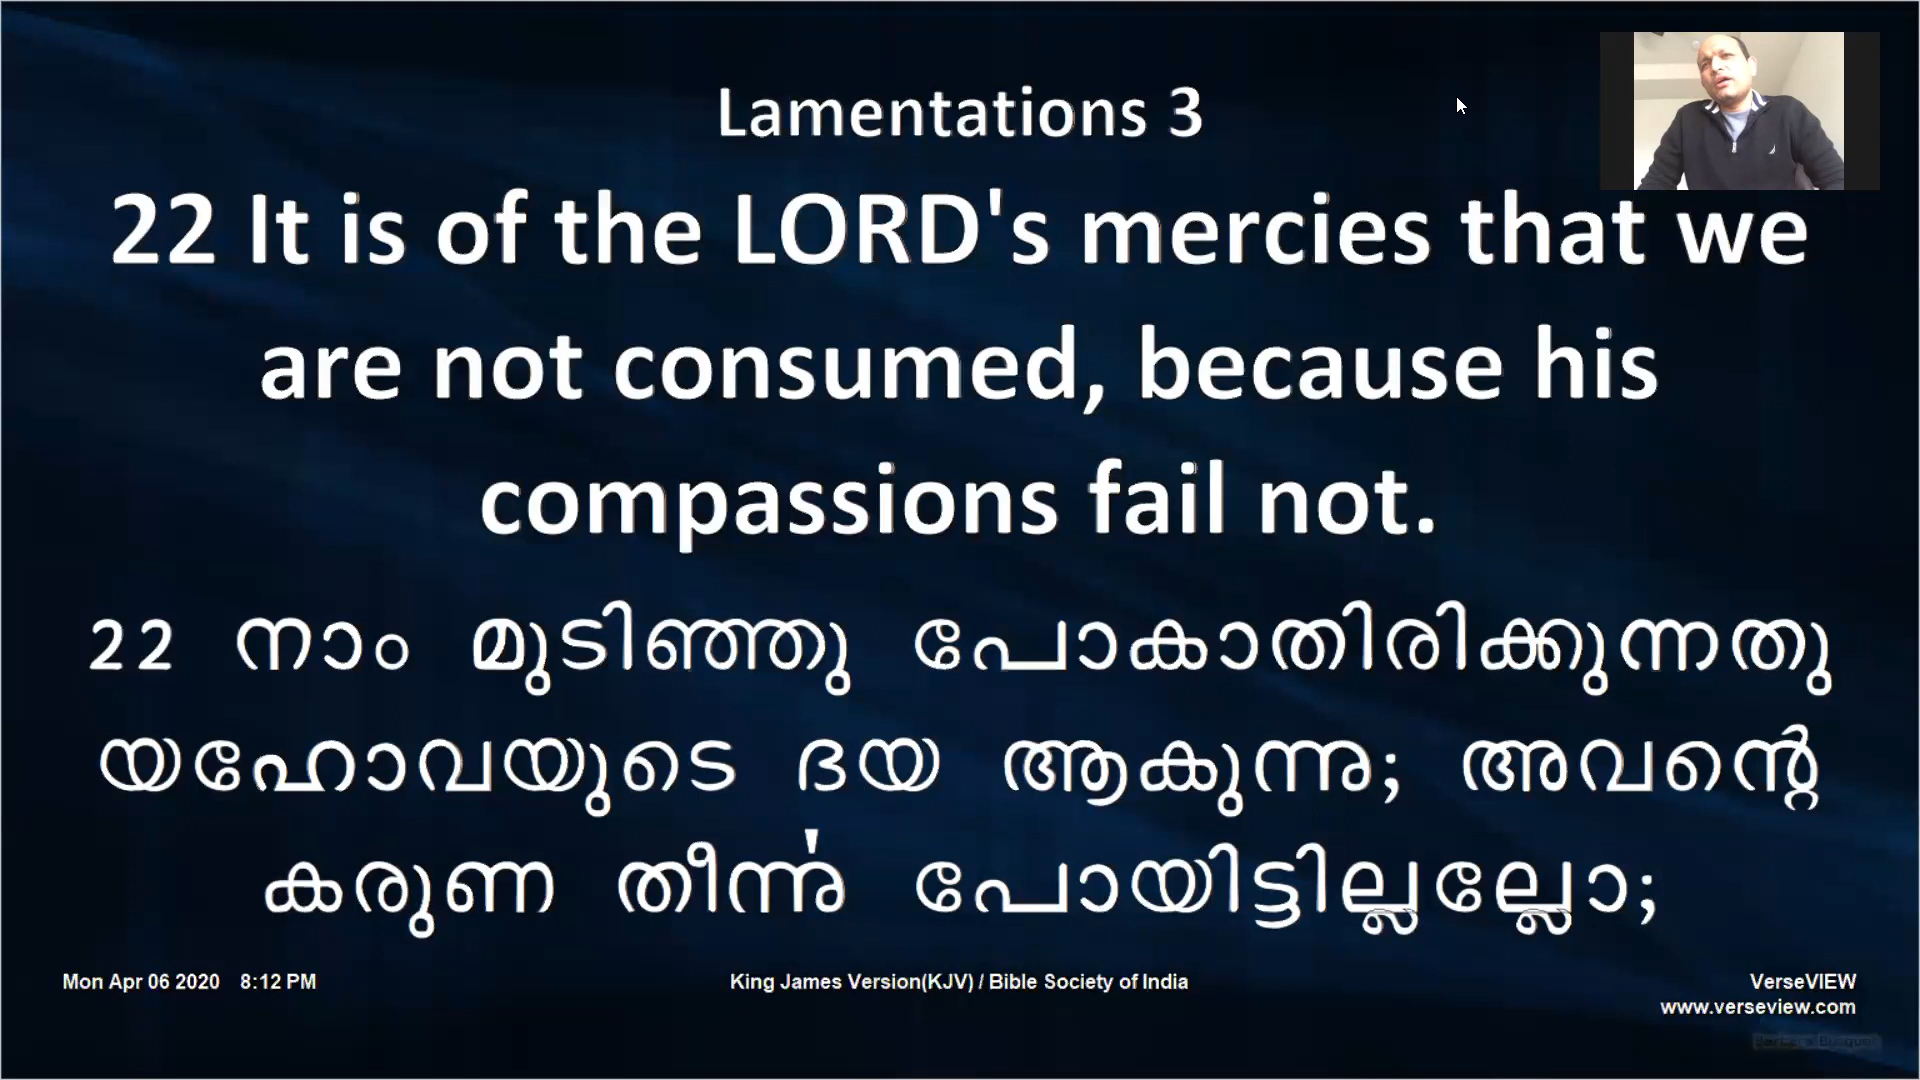 Lamentations 3
22 It is of the LORD's mercies that we
are not consumed, because his
compassions fail not.
22 നാം മുടിഞ്ഞു പോകാതിരിക്കുന്നതു
യഹോവയുടെ ദയ ആകുന്നു; അവന്റെ
കരുണ തീൎന്നു പോയിട്ടില്ലല്ലോ;
Mon Apr 06 2020 8:12 PM
King James Version(KJV) / Bible Society of India
VerseVIEW
www.verseview.com